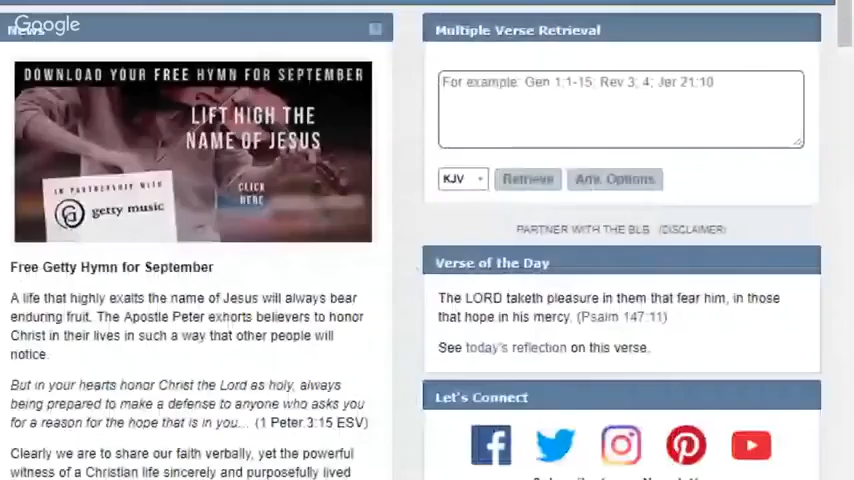 Google
News
DOWNLOAD YOUR FREE HYMN FOR SEPTEMBER
LIFT HIGH THE
NAME OF JESUS
CLICK
HERE
IN PARTNERSHIP WITH
getty music
Free Getty Hymn for September
A life that highly exalts the name of Jesus will always bear
enduring fruit. The Apostle Peter exhorts believers to honor
Christ in their lives in such a way that other people will
notice.
But in your hearts honor Christ the Lord as holy, always
being prepared to make a defense to anyone who asks you
for a reason for the hope that is in you... (1 Peter 3:15 ESV)
Clearly we are to share our faith verbally, yet the powerful
witness of a Christian life sincerely and purposefully lived
Multiple Verse Retrieval
For example: Gen 1:1-15; Rev 3; 4; Jer 21:10
KJV Retrieve Adv. Options
PARTNER WITH THE BLB (DISCLAIMER)
Verse of the Day
The LORD taketh pleasure in them that fear him, in those
that hope in his mercy. (Psalm 147:11)
See today's reflection on this verse.
Let's Connect